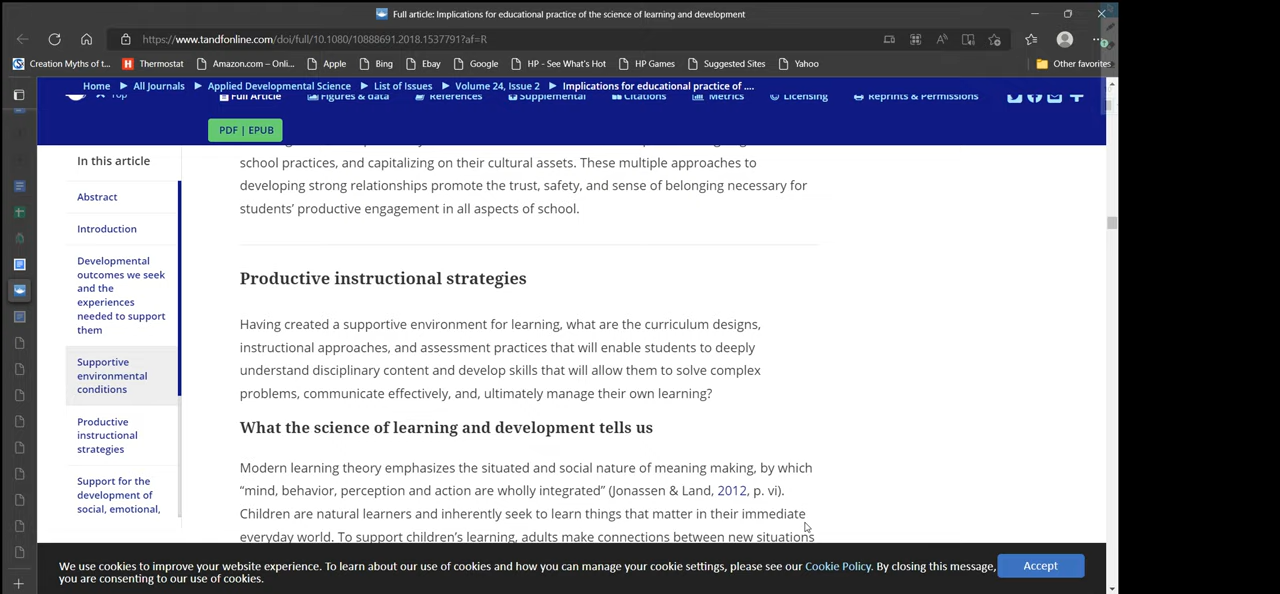 Full article: Implications for educational practice of the science of learning and development
https://www.tandfonline.com/doi/full/10.1080/10888691.2018.1537791?af=R
Creation Myths of t... Thermostat Amazon.com – Onli... Apple Bing Ebay Google HP - See What's Hot HP Games Suggested Sites Yahoo Other favorites
Home All Journals Applied Developmental Science List of Issues Volume 24, Issue 2 Implications for educational practice of ....
Top Full Article Figures & data References Supplemental Citations Metrics Licensing Reprints & Permissions
PDF | EPUB
In this article
Abstract
Introduction
Developmental
outcomes we seek
and the
experiences
needed to support
them
Supportive
environmental
conditions
Productive
instructional
strategies
Support for the
development of
social, emotional,
school practices, and capitalizing on their cultural assets. These multiple approaches to
developing strong relationships promote the trust, safety, and sense of belonging necessary for
students' productive engagement in all aspects of school.
Productive instructional strategies
Having created a supportive environment for learning, what are the curriculum designs,
instructional approaches, and assessment practices that will enable students to deeply
understand disciplinary content and develop skills that will allow them to solve complex
problems, communicate effectively, and, ultimately manage their own learning?
What the science of learning and development tells us
Modern learning theory emphasizes the situated and social nature of meaning making, by which
“mind, behavior, perception and action are wholly integrated” (Jonassen & Land, 2012, p. vi).
Children are natural learners and inherently seek to learn things that matter in their immediate
everyday world. To support children's learning, adults make connections between new situations
We use cookies to improve your website experience. To learn about our use of cookies and how you can manage your cookie settings, please see our Cookie Policy. By closing this message,
you are consenting to our use of cookies.
Accept